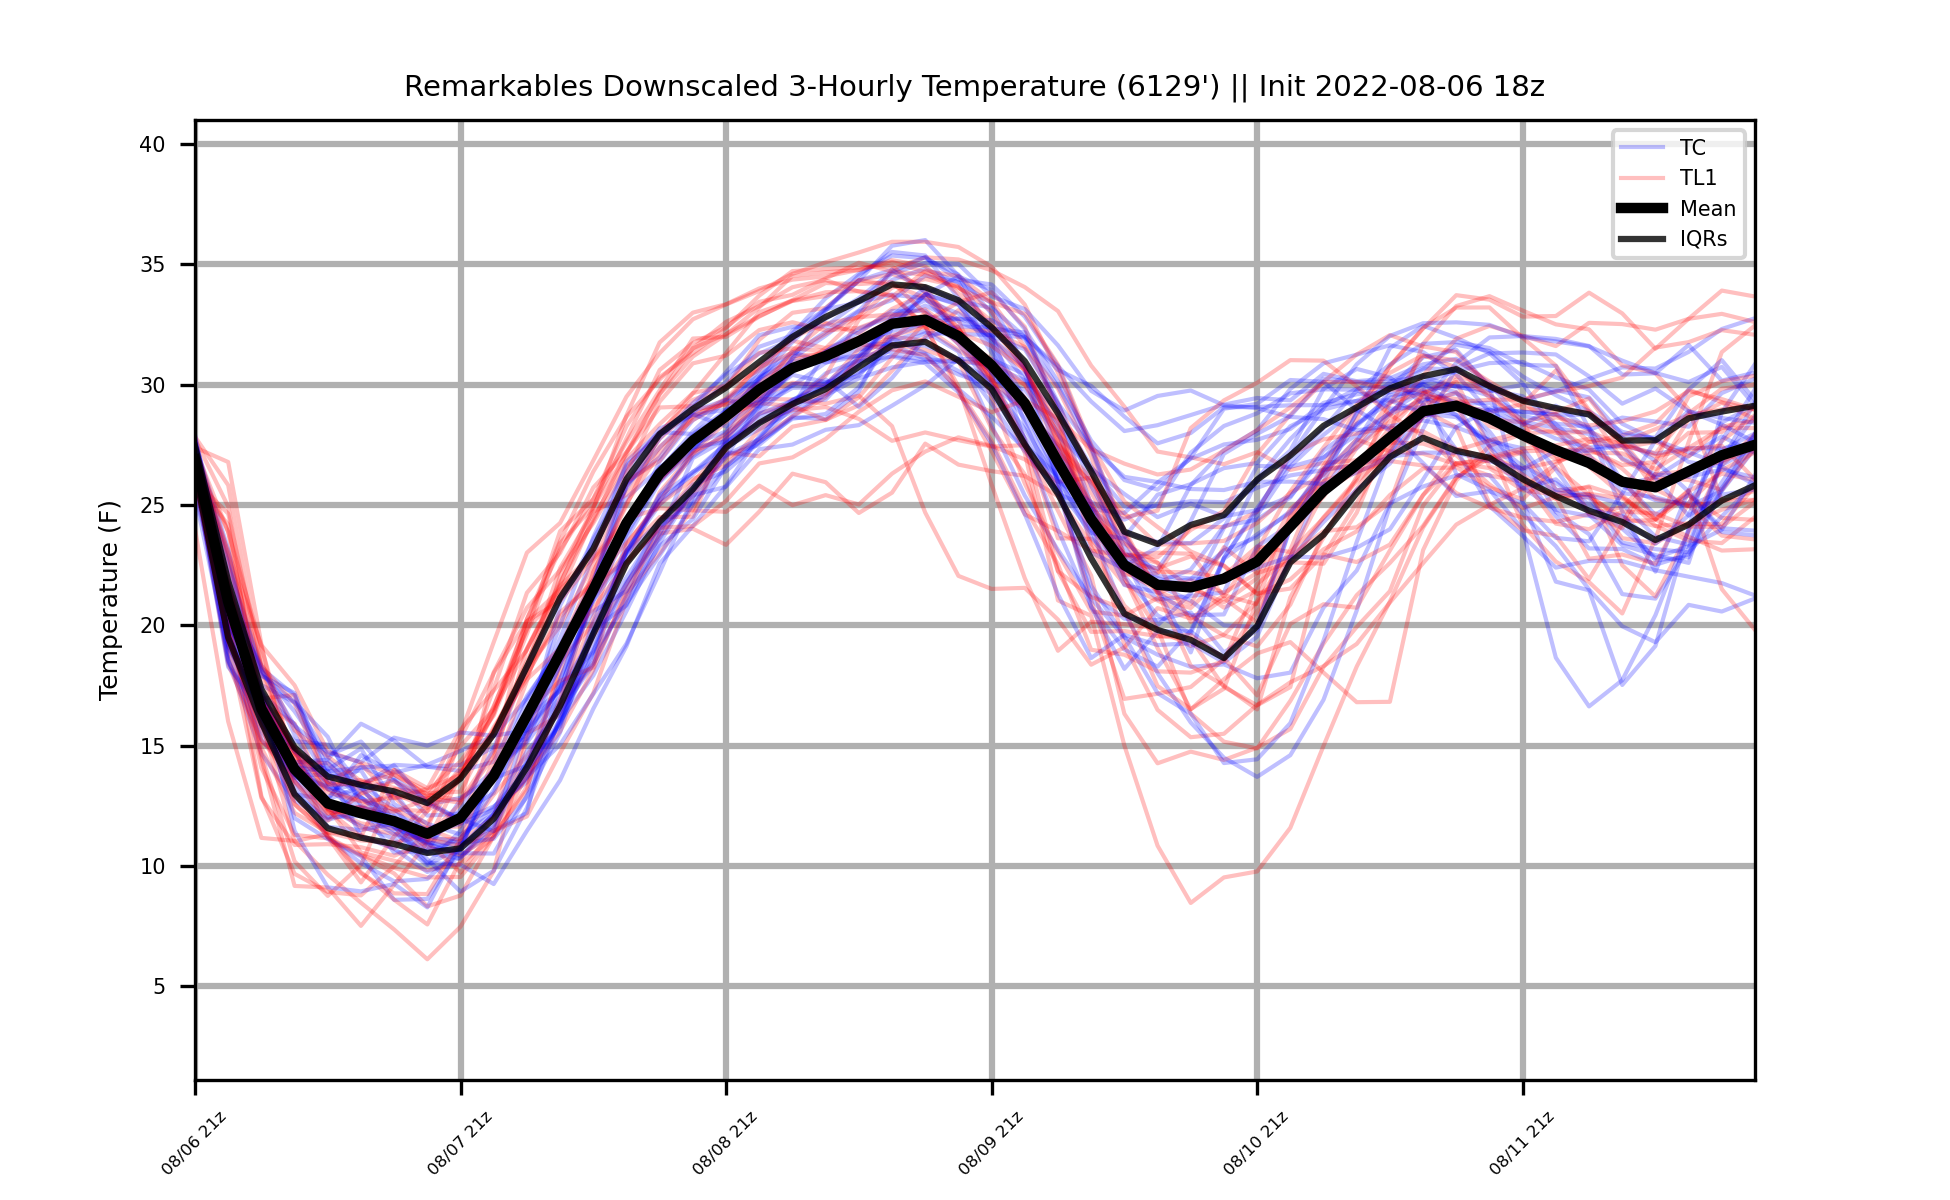 Remarkables Downscaled 3-Hourly Temperature (6129') || Init 2022-08-06 18z
TC
TL1
Mean
IQRs
Temperature (F)
40
35
30
25
20
15
10
5
08/06 21z
08/07 21z
08/08 21z
08/09 21z
08/10 21z
08/11 21z